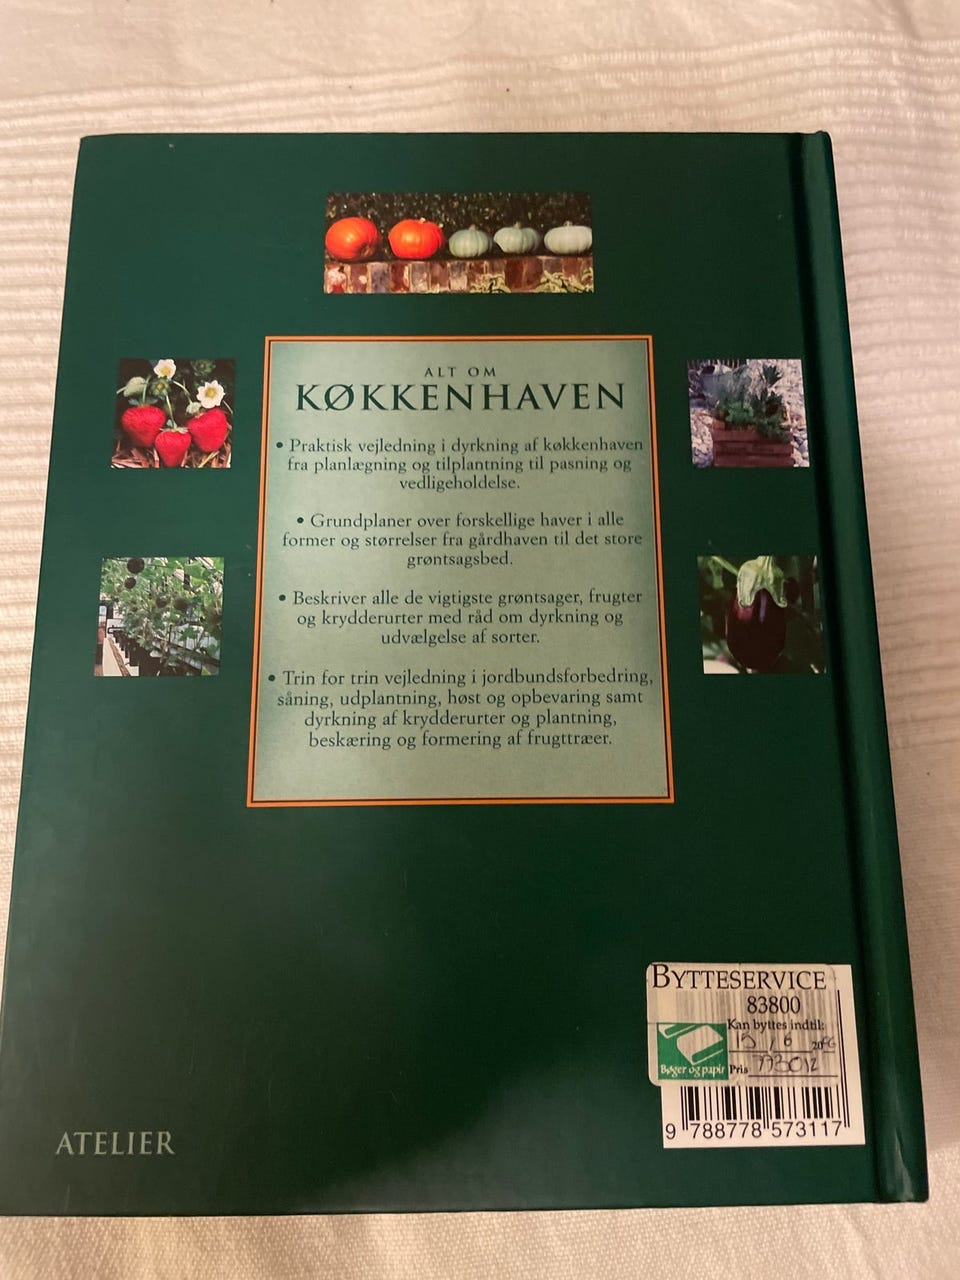 ALT OM
KØKKENHAVEN
• Praktisk vejledning i dyrkning af køkkenhaven
fra planlægning og tilplantning til pasning og
vedligeholdelse.
• Grundplaner over forskellige haver i alle
former og størrelser fra gårdhaven til det store
grøntsagsbed.
• Beskriver alle de vigtigste grøntsager, frugter
og krydderurter med råd om dyrkning og
udvælgelse af sorter.
• Trin for trin vejledning i jordbundsforbedring,
såning, udplantning, høst og opbevaring samt
dyrkning af krydderurter og plantning,
beskæring og formering af frugttræer.
BYTTESERVICE
83800
Kan byttes indtil:
15 / 6 20
Bøger og papir
Pris
9 788778 573117
ATELIER